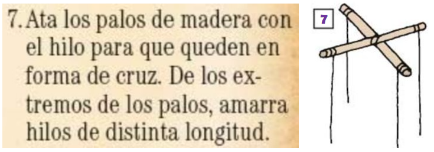 7. Ata los palos de madera con
el hilo para que queden en
forma de cruz. De los ex-
tremos de los palos, amarra
hilos de distinta longitud.
7